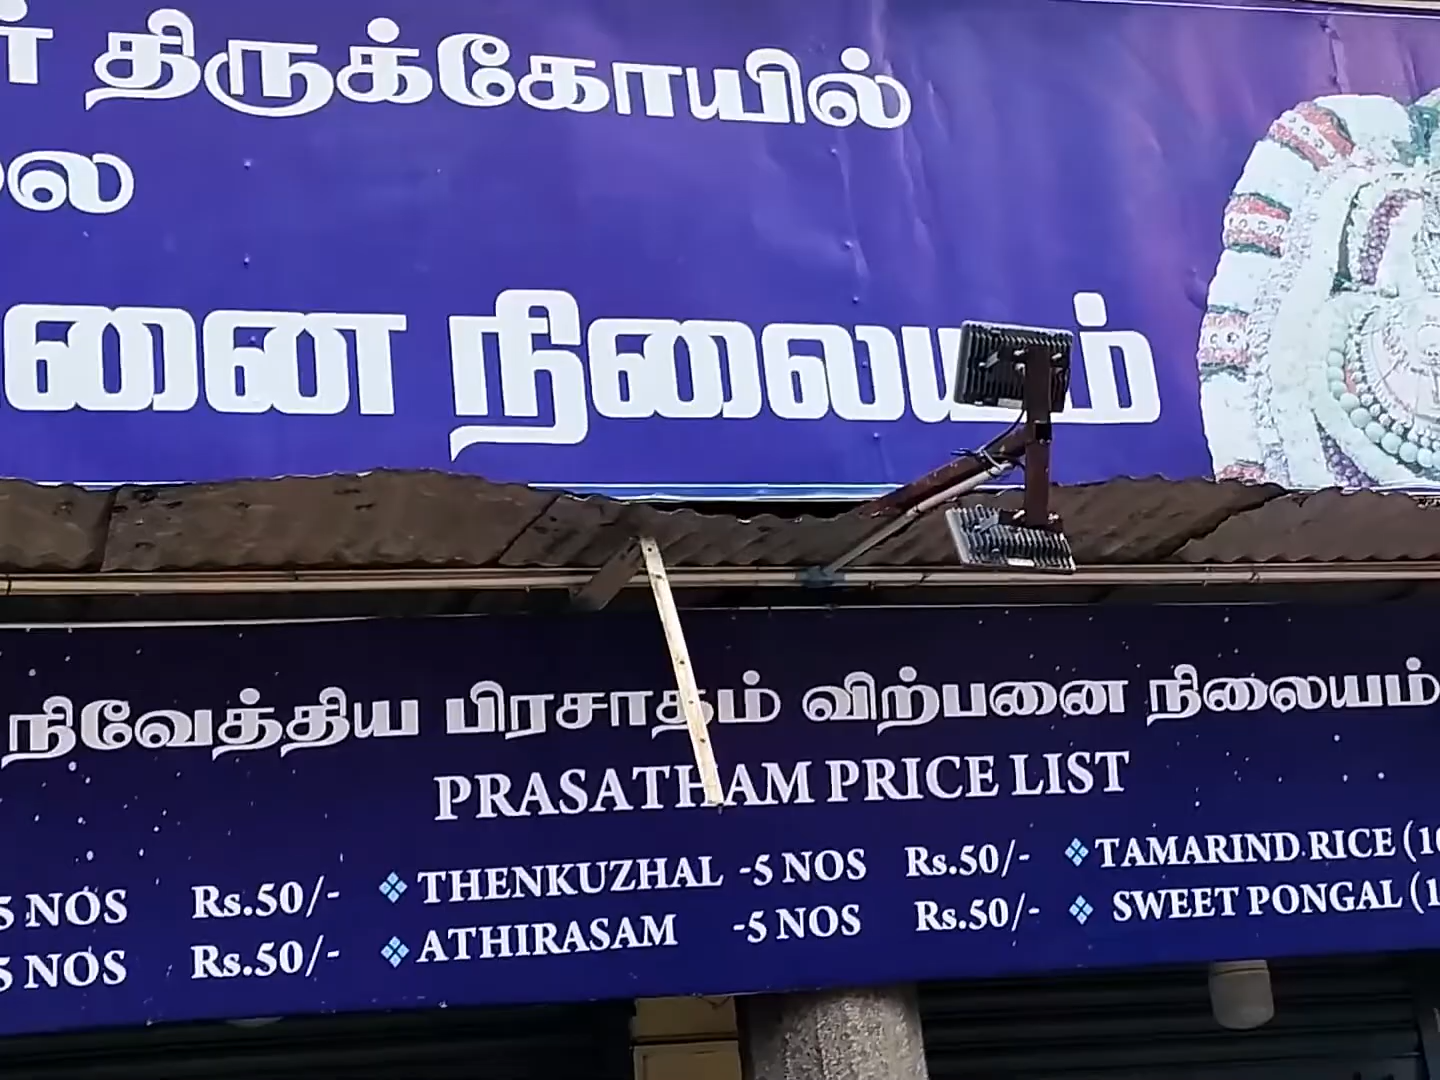 திருக்கோயில்
நிலையம்
நிவேத்திய பிரசாதம் விற்பனை நிலையம்
PRASATHAM PRICE LIST
5 NOS Rs.50/- THENKUZHAL -5 NOS Rs.50/- TAMARIND RICE
5 NOS Rs.50/- ATHIRASAM -5 NOS Rs.50/- SWEET PONGAL